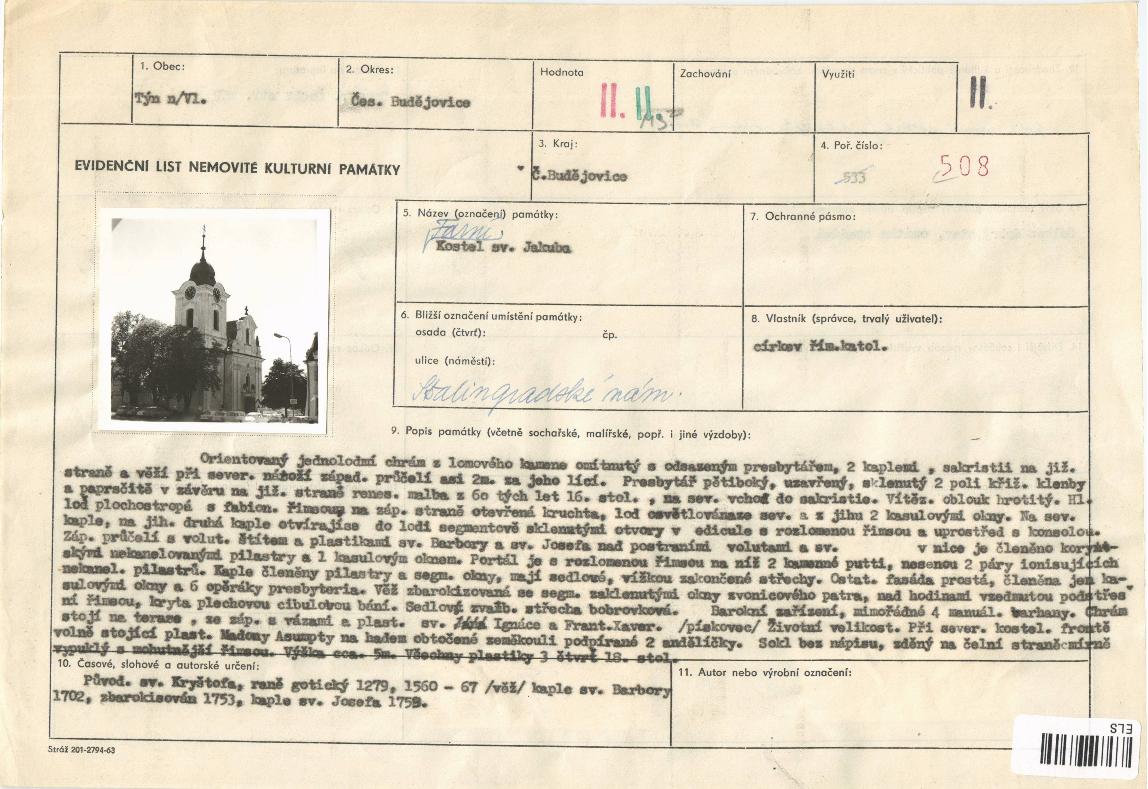 1. Obec:
Týn n/Vl.
2. Okres:
Čes. Budějovice
Hodnota
II. II.
Zachování
Využití
II.
EVIDENČNÍ LIST NEMOVITÉ KULTURNÍ PAMÁTKY
3. Kraj:
Č.Budějovice
4. Poř. číslo:
533 508
5. Název (označení) památky:
Farní
Kostel sv. Jakuba
7. Ochranné pásmo:
6. Bližší označení umístění památky:
osada (čtvrť): čp.
ulice (náměstí):
Stalingradské nám.
8. Vlastník (správce, trvalý uživatel):
církev řím.katol.
9. Popis památky (včetně sochařské, malířské, popř. i jiné výzdoby):
Orientovaný jednolodní chrám z lomového kamene omítnutý s odsazeným presbytářem, 2 kaplemi , sakristií na již.
straně a věží při sever. nároží západ. průčelí asi 2m. za jeho lící. Presbytář pětiboký, uzavřený, sklenutý 2 poli kříž. klenby
a paprsčitě v závěru na již. straně renes. malba z 60 tých let 16. stol. , na sev. vchod do sakristie. Vítěz. oblouk hrotitý. Hl.
loď plochostropá s fabion. římsou na záp. straně otevřená kruchta, loď osvětlována ze sev. a z jihu 2 kasulovými okny. Na sev.
kaple, na jih. druhá kaple otvírajíse do lodi segmentově sklenutými otvory v edicule s rozlomenou římsou a uprostřed s konsolou.
Záp. průčelí s volut. štítem a plastikami sv. Barbory a sv. Josefa nad postraními volutami a sv. v nice je členěno korynt-
skými nekanelovanými pilastry a 1 kasulovým oknem. Portál je s rozlomenou římsou na níž 2 kamenné putti, nesenou 2 páry ionisujících
nekanel. pilastrů. Kaple členěny pilastry a segm. okny, mají sedlové, vížkou zakončené střechy. Ostat. fasáda prostá, členěna jen ka-
sulovými okny a 6 opěráky presbyteria. Věž zbarokizovaná se segm. zaklenutými okny zvonicového patra, nad hodinami vzedmutou podstřeš
ní římsou, kryta plechovou cibulovou bání. Sedlový zvalb. střecha bobrovková. Barokní zařízení, mimořádné 4 manuál. varhany. Chrám
stojí na terase , ze záp. s vázami a plast. sv. Ignáce a Frant.Xaver. /pískovec/ Životní velikost. Při sever. kostel. frontě
volně stojící plast. Madony Asumpty na hadem obtočené zeměkouli podpírané 2 andělíčky. Sokl bez nápisu, zděný na čelní straně mírně
vypuklý s mohutnější římsou. Výška cca. 5m. Všechny plastiky 3 čtvrť 18. stol.
10. Časové, slohové a autorské určení:
Původ. sv. Kryštofa, raně gotický 1279, 1560 - 67 /věž/ kaple sv. Barbory
1702, zbarokisován 1753, kaple sv. Josefa 1759.
11. Autor nebo výrobní označení:
Stráž 201-2794-63
ELS